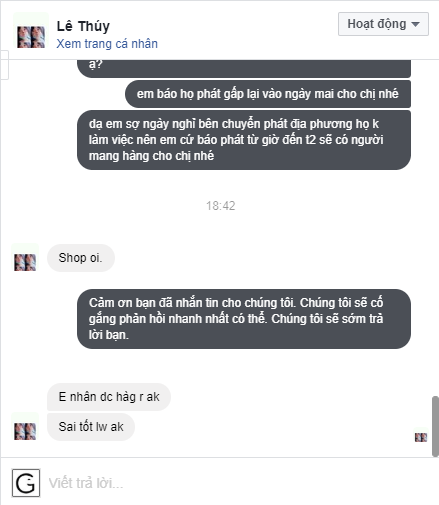 Lê Thúy
Hoạt động
Xem trang cá nhân
ạ?
em báo họ phát gấp lại vào ngày mai cho chị nhé
dạ em sợ ngày nghỉ bên chuyển phát địa phương họ k
làm việc nên em cứ báo phát từ giờ đến t2 sẽ có người
mang hàng cho chị nhé
18:42
Shop oi.
Cảm ơn bạn đã nhắn tin cho chúng tôi. Chúng tôi sẽ cố
gắng phản hồi nhanh nhất có thể. Chúng tôi sẽ sớm trả
lời bạn.
E nhân dc hảg r ak
Sai tốt lw ak
G
Viết trả lời...